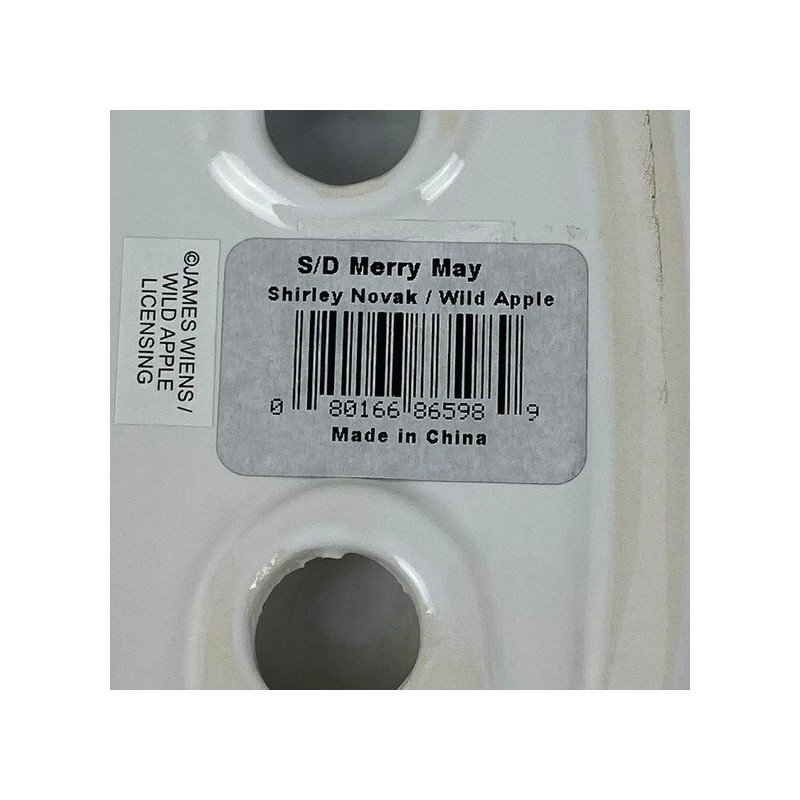 ©JAMES WIENS /
WILD APPLE
LICENSING
S/D Merry May
Shirley Novak / Wild Apple
0 80166 86598 9
Made in China